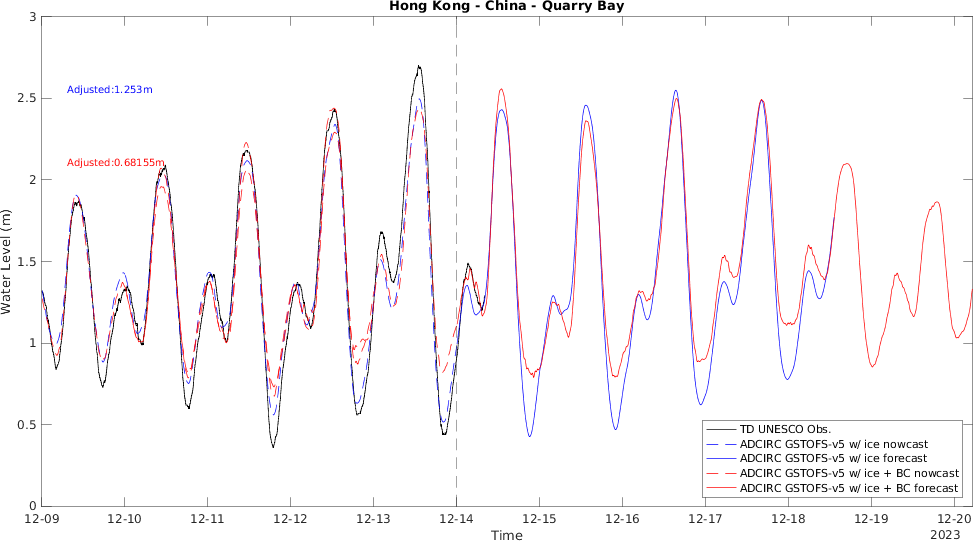 Hong Kong - China - Quarry Bay
3
2.5
2
1.5
1
0.5
0
Water Level (m)
Adjusted:1.253m
Adjusted:0.68155m
TD UNESCO Obs.
ADCIRC GSTOFS-v5 w/ ice nowcast
ADCIRC GSTOFS-v5 w/ ice forecast
ADCIRC GSTOFS-v5 w/ ice + BC nowcast
ADCIRC GSTOFS-v5 w/ ice + BC forecast
12-09 12-10 12-11 12-12 12-13 12-14 12-15 12-16 12-17 12-18 12-19 12-20
Time
2023